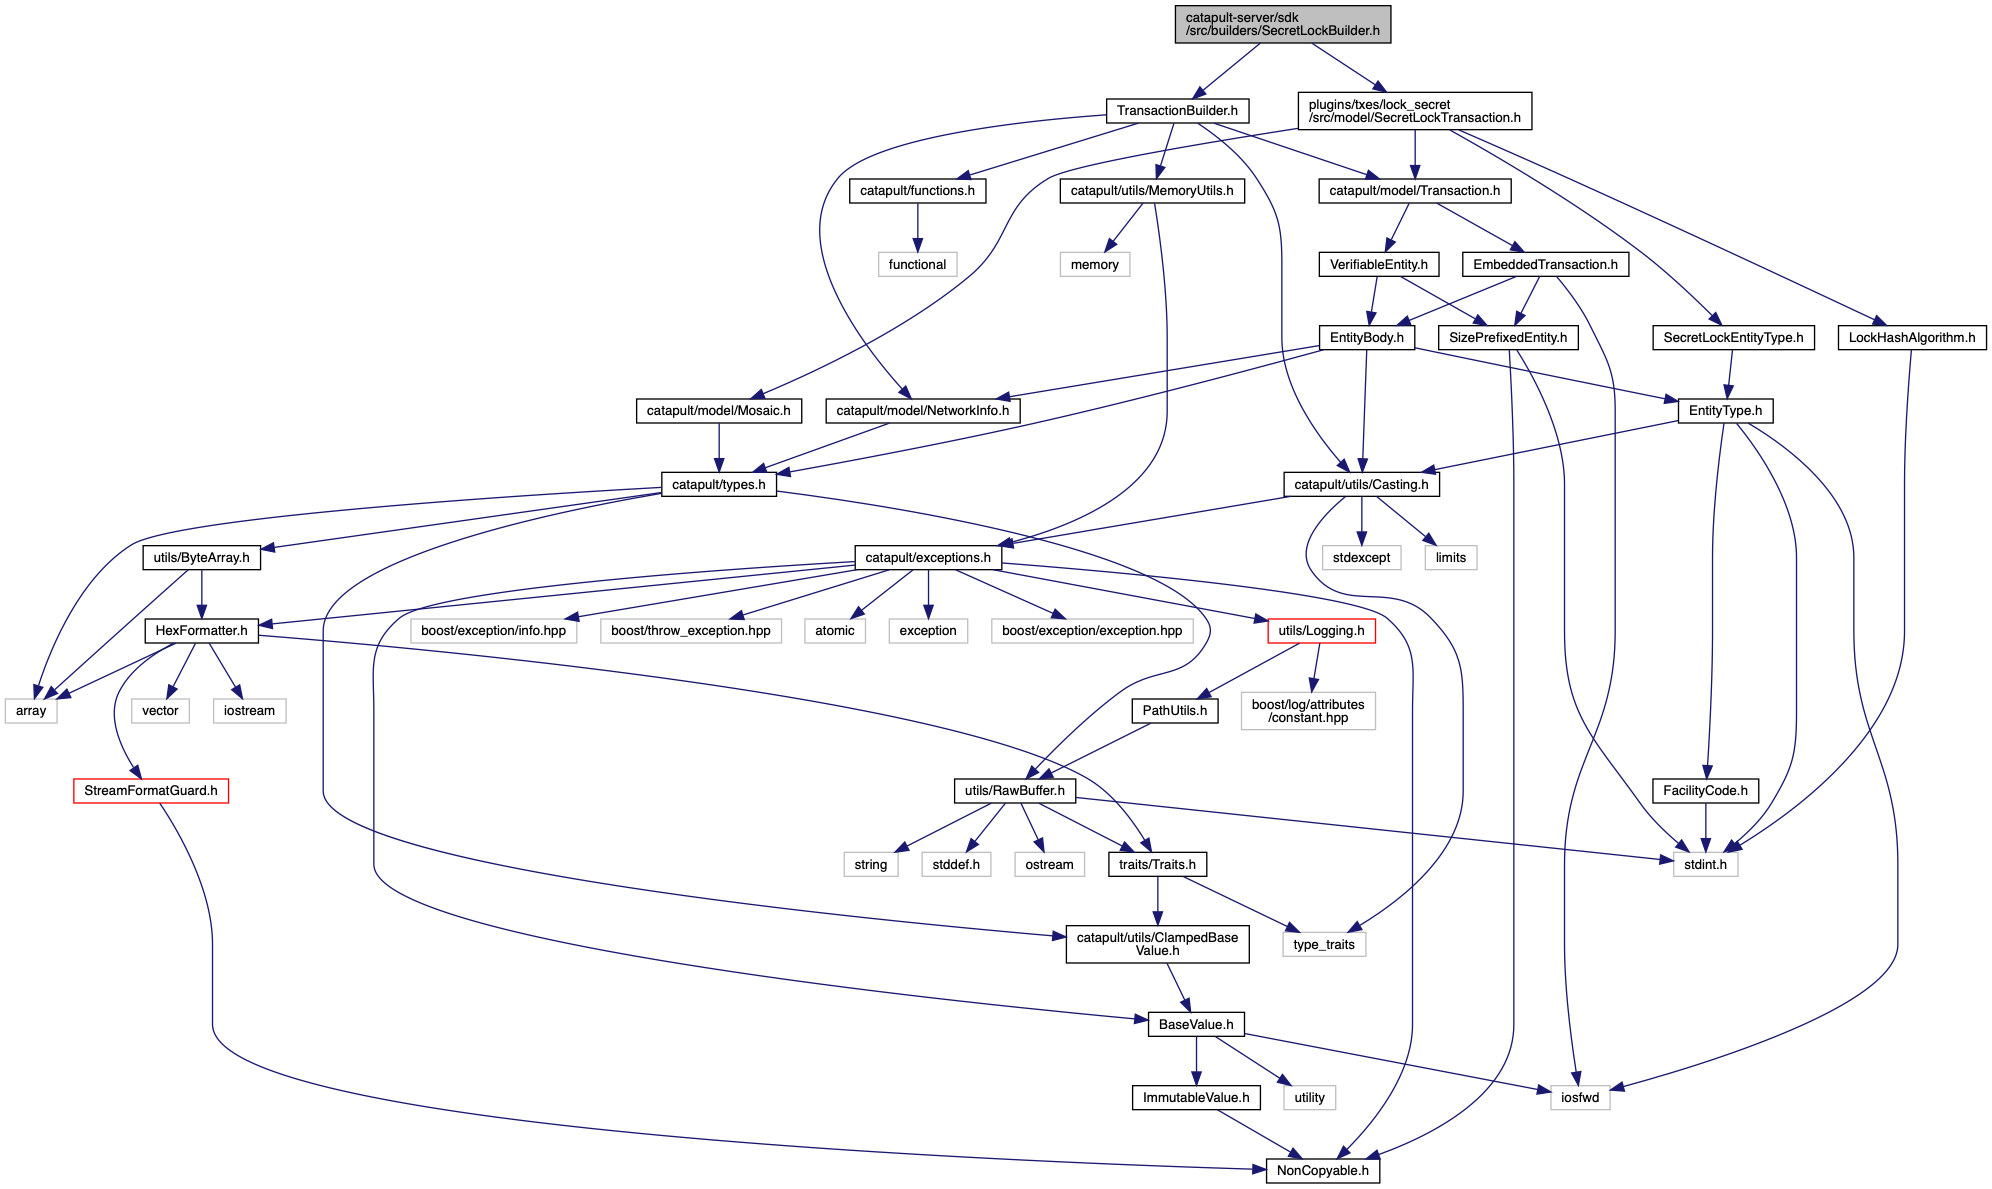 catapult-server/sdk
/src/builders/SecretLockBuilder.h
TransactionBuilder.h
plugins/txes/lock_secret
/src/model/SecretLockTransaction.h
catapult/functions.h
catapult/utils/MemoryUtils.h
catapult/model/Transaction.h
functional
memory
VerifiableEntity.h
EmbeddedTransaction.h
EntityBody.h
SizePrefixedEntity.h
SecretLockEntityType.h
LockHashAlgorithm.h
catapult/model/Mosaic.h
catapult/model/NetworkInfo.h
EntityType.h
catapult/types.h
catapult/utils/Casting.h
utils/ByteArray.h
catapult/exceptions.h
stdexcept
limits
HexFormatter.h
boost/exception/info.hpp
boost/throw_exception.hpp
atomic
exception
boost/exception/exception.hpp
utils/Logging.h
array
vector
iostream
PathUtils.h
boost/log/attributes
/constant.hpp
StreamFormatGuard.h
utils/RawBuffer.h
FacilityCode.h
string
stddef.h
ostream
traits/Traits.h
stdint.h
catapult/utils/ClampedBase
Value.h
type_traits
BaseValue.h
ImmutableValue.h
utility
iosfwd
NonCopyable.h